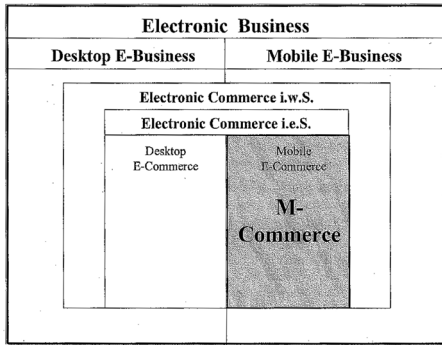 Electronic Business
Desktop E-Business
Mobile E-Business
Electronic Commerce i.w.S.
Electronic Commerce i.e.S.
Desktop
E-Commerce
Mobile
E-Commerce
M-
Commerce